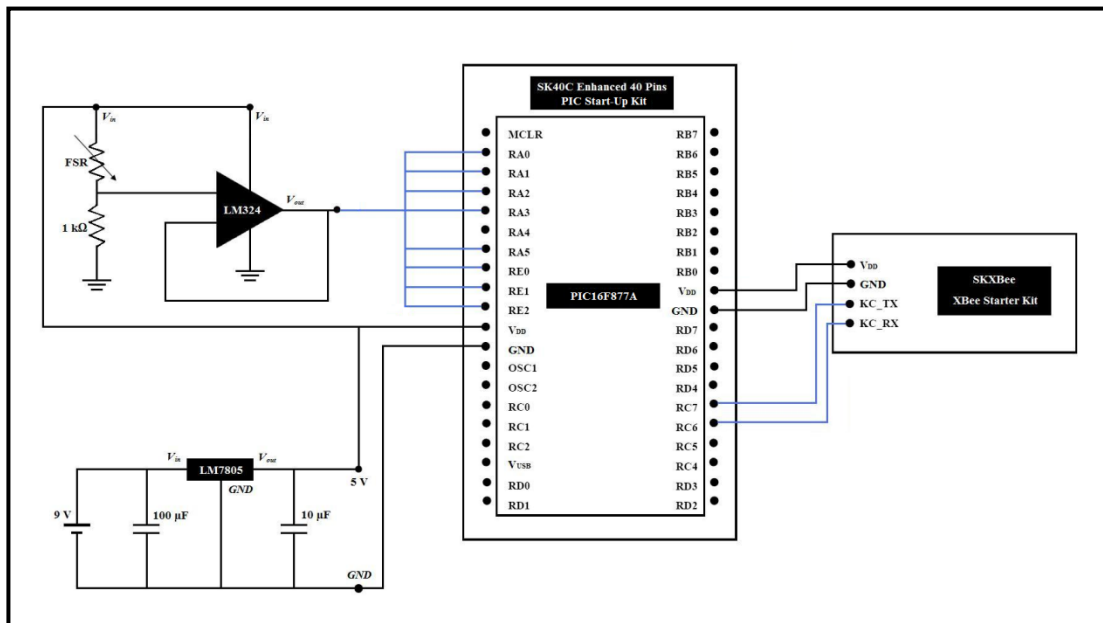 SK40C Enhanced 40 Pins
PIC Start-Up Kit
Vin
Vin
FSR
1 kΩ
LM324
Vout
MCLR
RA0
RA1
RA2
RA3
RA4
RA5
RE0
RE1
RE2
VDD
GND
OSC1
OSC2
RC0
RC1
RC2
VUSB
RD0
RD1
PIC16F877A
RB7
RB6
RB5
RB4
RB3
RB2
RB1
RB0
VDD
GND
RD7
RD6
RD5
RD4
RC7
RC6
RC5
RC4
RD3
RD2
VDD
GND
KC_TX
KC_RX
SKXBee
XBee Starter Kit
Vin
LM7805
Vout
GND
5 V
9 V
100 µF
10 µF
GND